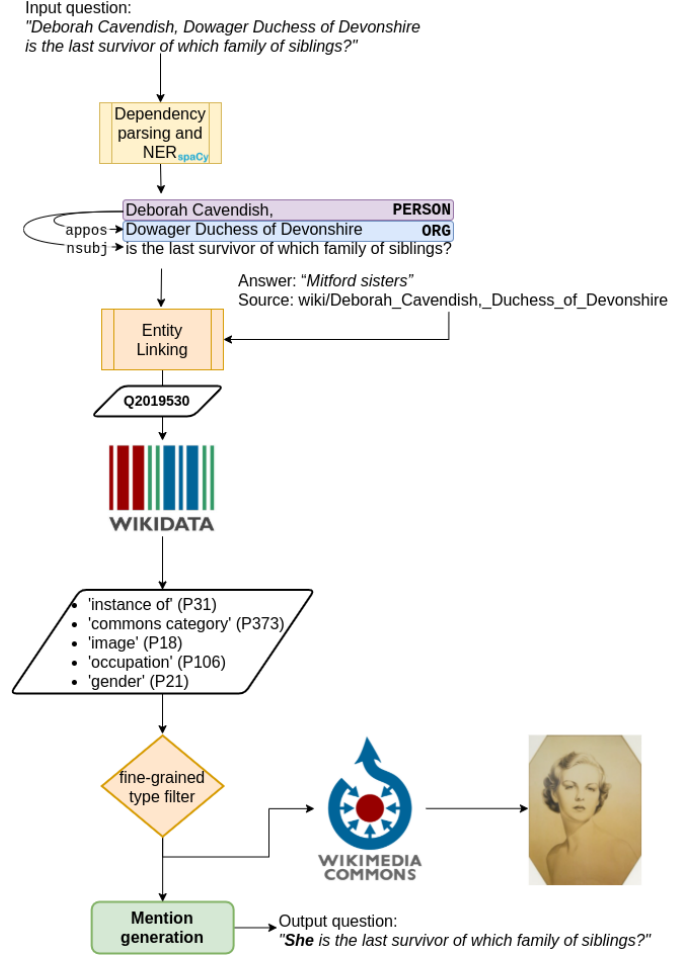 Input question:
"Deborah Cavendish, Dowager Duchess of Devonshire
is the last survivor of which family of siblings?"
Dependency
parsing and
NER spaCy
Deborah Cavendish, PERSON
appos Dowager Duchess of Devonshire ORG
nsubj is the last survivor of which family of siblings?
Answer: “Mitford sisters”
Source: wiki/Deborah_Cavendish,_Duchess_of_Devonshire
Entity
Linking
Q2019530
WIKIDATA
• 'instance of' (P31)
• 'commons category' (P373)
• 'image' (P18)
• 'occupation' (P106)
• 'gender' (P21)
fine-grained
type filter
WIKIMEDIA
COMMONS
Mention
generation
Output question:
"She is the last survivor of which family of siblings?"